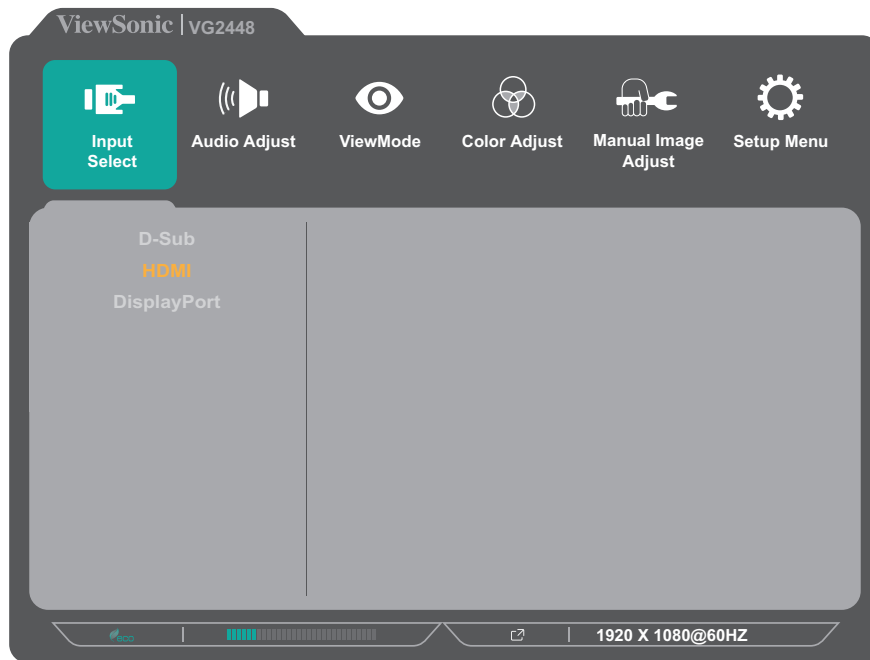 ViewSonic | VG2448
Input
Select
Audio Adjust
ViewMode
Color Adjust
Manual Image
Adjust
Setup Menu
D-Sub
HDMI
DisplayPort
eco
1920 X 1080@60HZ